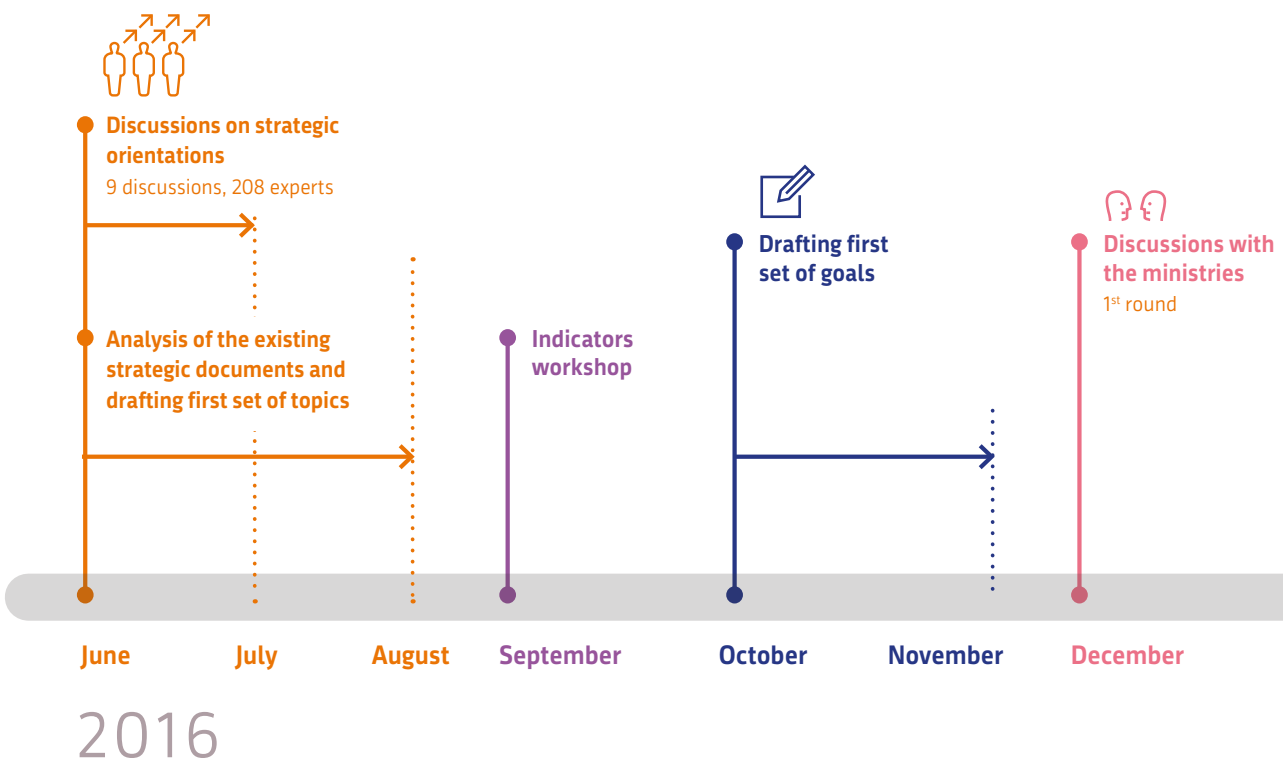 Discussions on strategic
orientations
9 discussions, 208 experts
Analysis of the existing
strategic documents and
drafting first set of topics
Indicators
workshop
Drafting first
set of goals
Discussions with
the ministries
1st round
June
July
August
September
October
November
December
2016